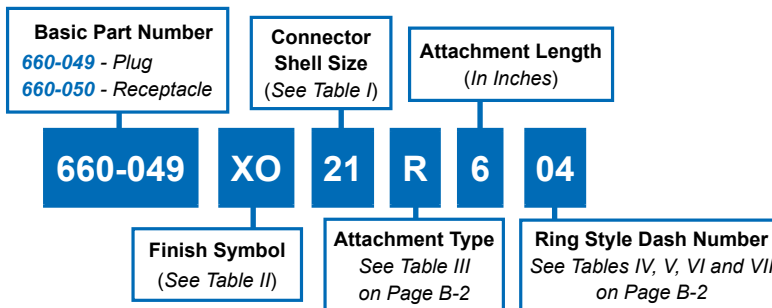 Basic Part Number
660-049 - Plug
660-050 - Receptacle
Connector
Shell Size
(See Table I)
Attachment Length
(In Inches)
660-049
XO
21
R
6
04
Finish Symbol
(See Table II)
Attachment Type
See Table III
on Page B-2
Ring Style Dash Number
See Tables IV, V, VI and VII
on Page B-2